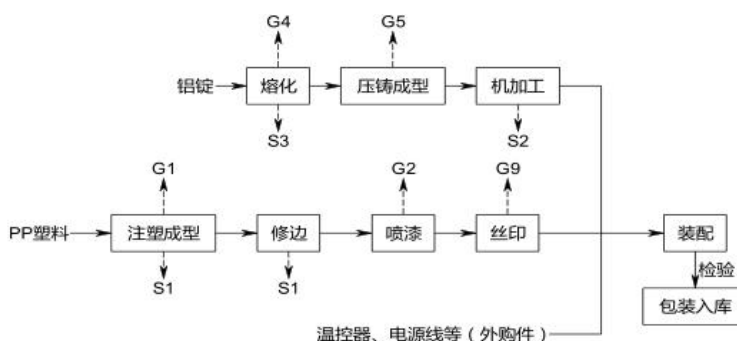 G4
G5
铝锭
熔化
压铸成型
机加工
S3
S2
G1
G2
G9
PP塑料
注塑成型
修边
喷漆
丝印
装配
S1
S1
检验
包装入库
温控器、电源线等（外购件）